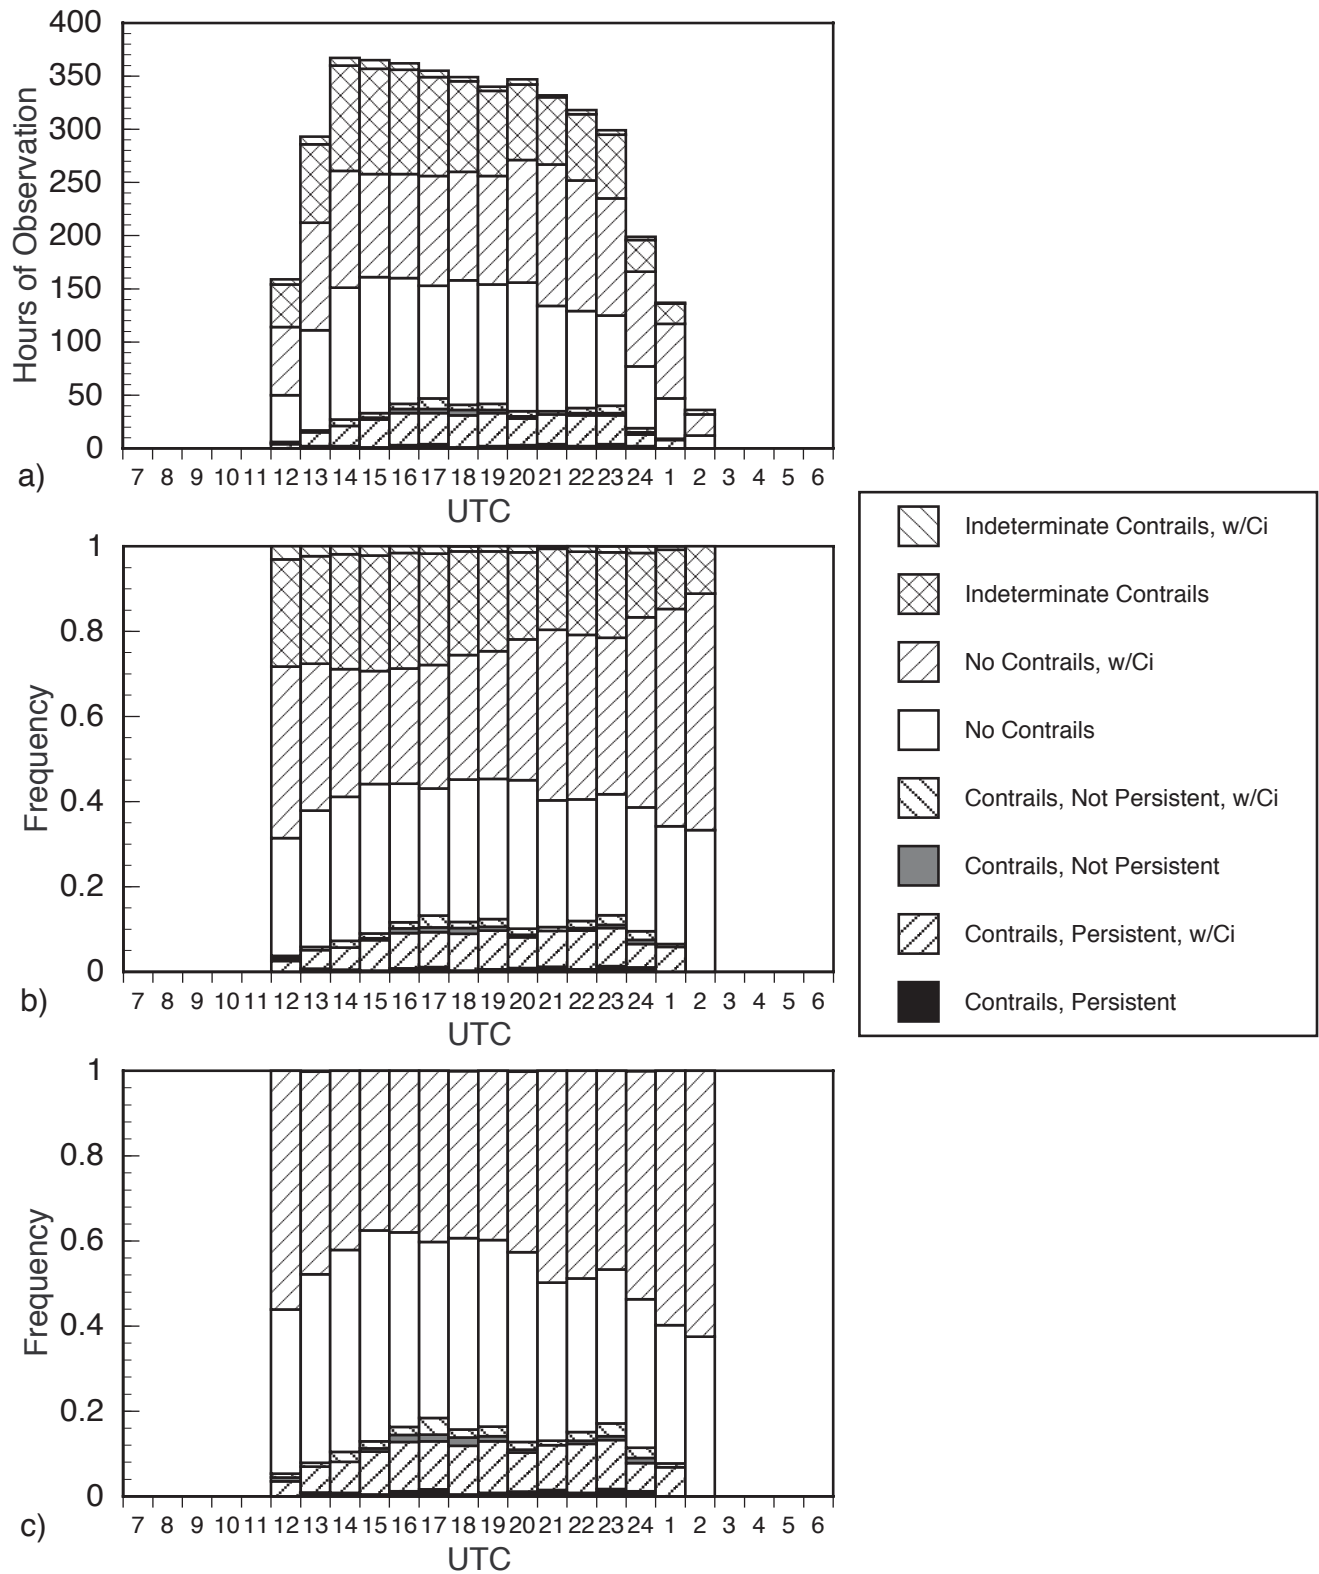 400
350
300
250
200
150
100
50
0
Hours of Observation
7 8 9 10 11 12 13 14 15 16 17 18 19 20 21 22 23 24 1 2 3 4 5 6
a)
UTC
1
0.8
0.6
0.4
0.2
0
Frequency
7 8 9 10 11 12 13 14 15 16 17 18 19 20 21 22 23 24 1 2 3 4 5 6
b)
UTC
Indeterminate Contrails, w/Ci
Indeterminate Contrails
No Contrails, w/Ci
No Contrails
Contrails, Not Persistent, w/Ci
Contrails, Not Persistent
Contrails, Persistent, w/Ci
Contrails, Persistent
1
0.8
0.6
0.4
0.2
0
Frequency
7 8 9 10 11 12 13 14 15 16 17 18 19 20 21 22 23 24 1 2 3 4 5 6
c)
UTC